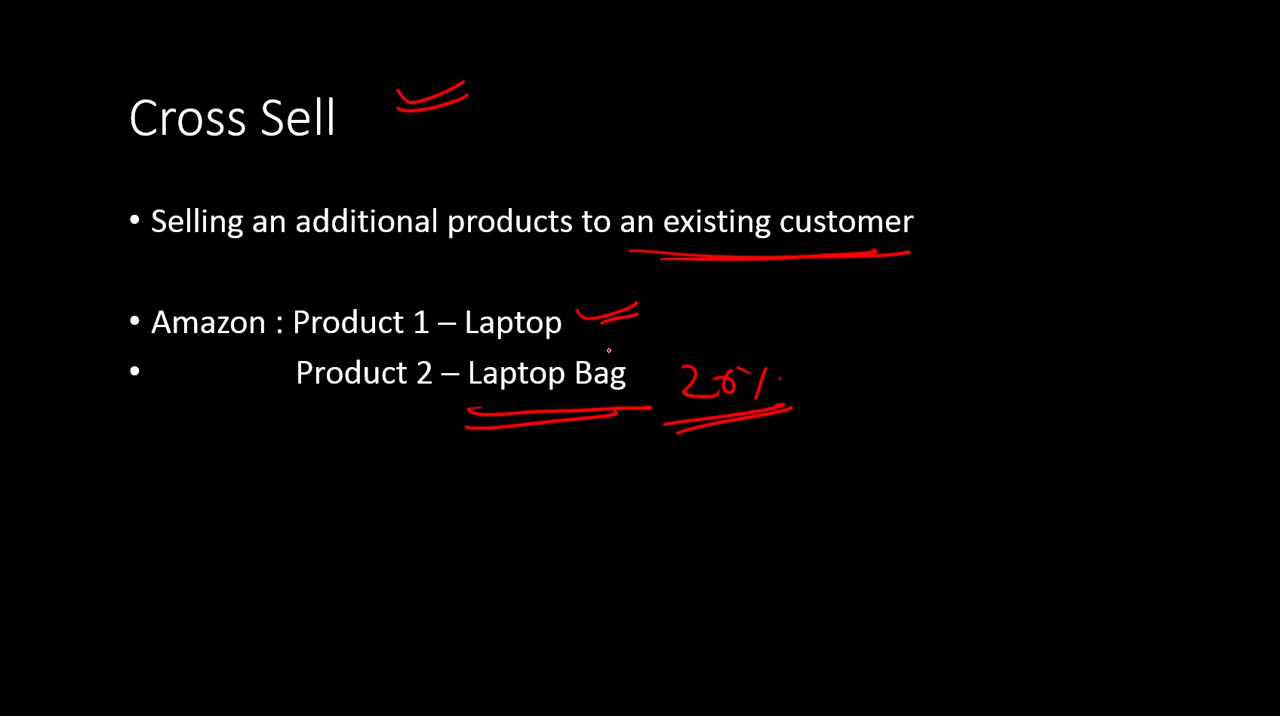 Cross Sell
• Selling an additional products to an existing customer
• Amazon : Product 1 – Laptop
• Product 2 – Laptop Bag 20%